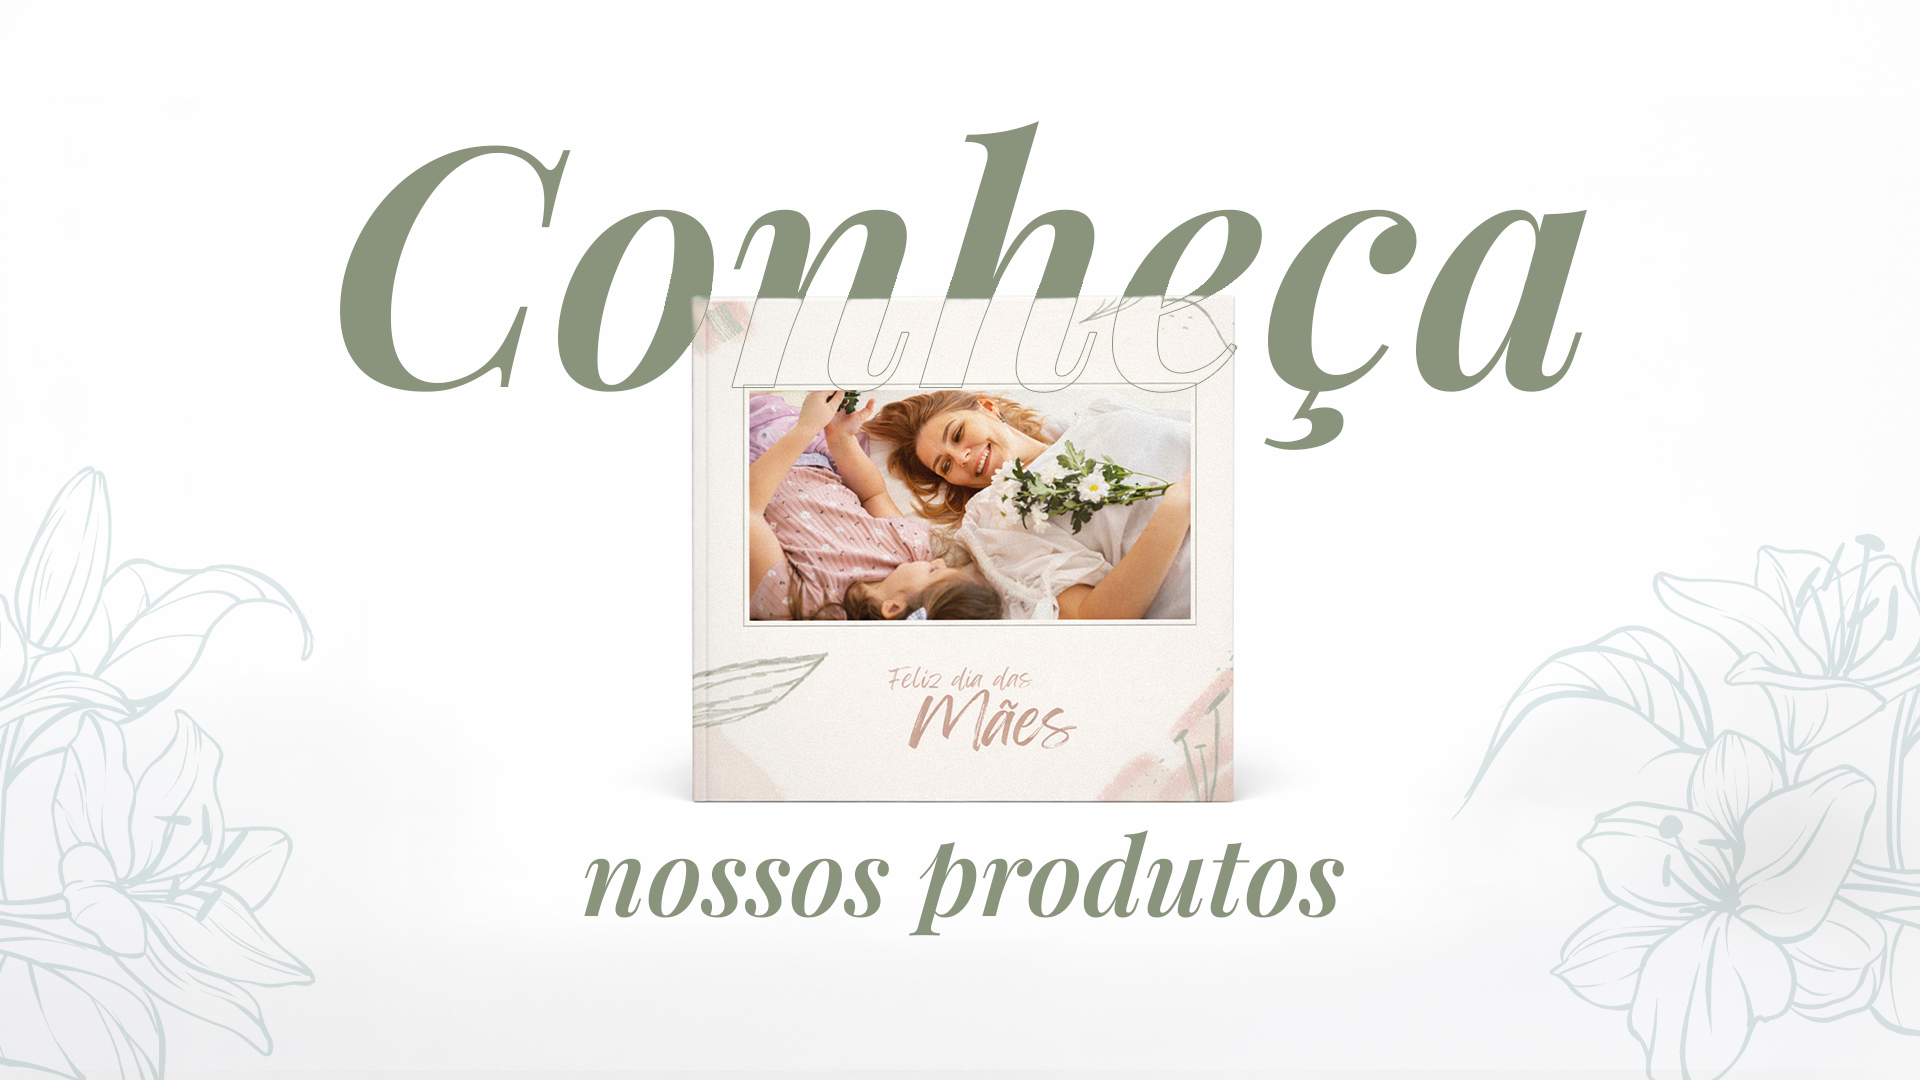 Conheça
Feliz dia das
Mães
nossos produtos